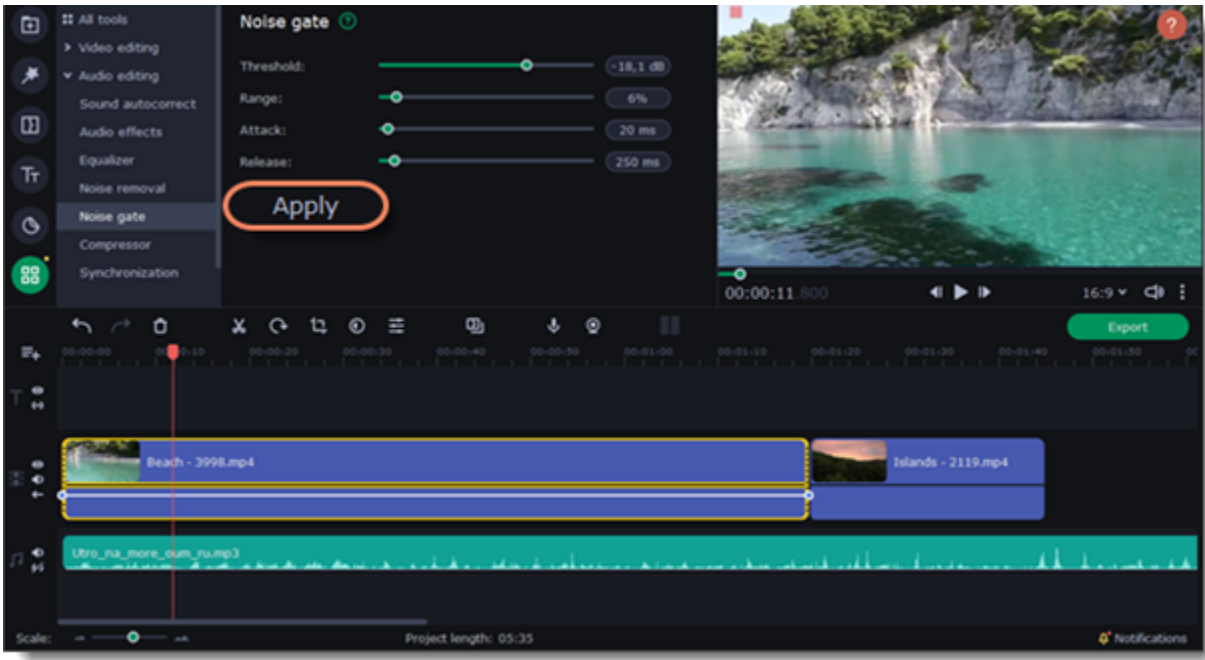 All tools
Video editing
Audio editing
Sound autocorrect
Audio effects
Equalizer
Noise removal
Noise gate
Compressor
Synchronization
Noise gate ?
Threshold: -18,1 dB
Range: 6%
Attack: 20 ms
Release: 250 ms
Apply
?
00:00:11.800
16:9
Export
00:00:00 00:00:20 00:00:30 00:00:40 00:00:50 00:01:00 00:01:10 00:01:20 00:01:30 00:01:40 00:01:50
Beach - 3998.mp4
Islands - 2119.mp4
Utro_na_more_oum_ru.mp3
Scale:
Project length: 05:35
Notifications